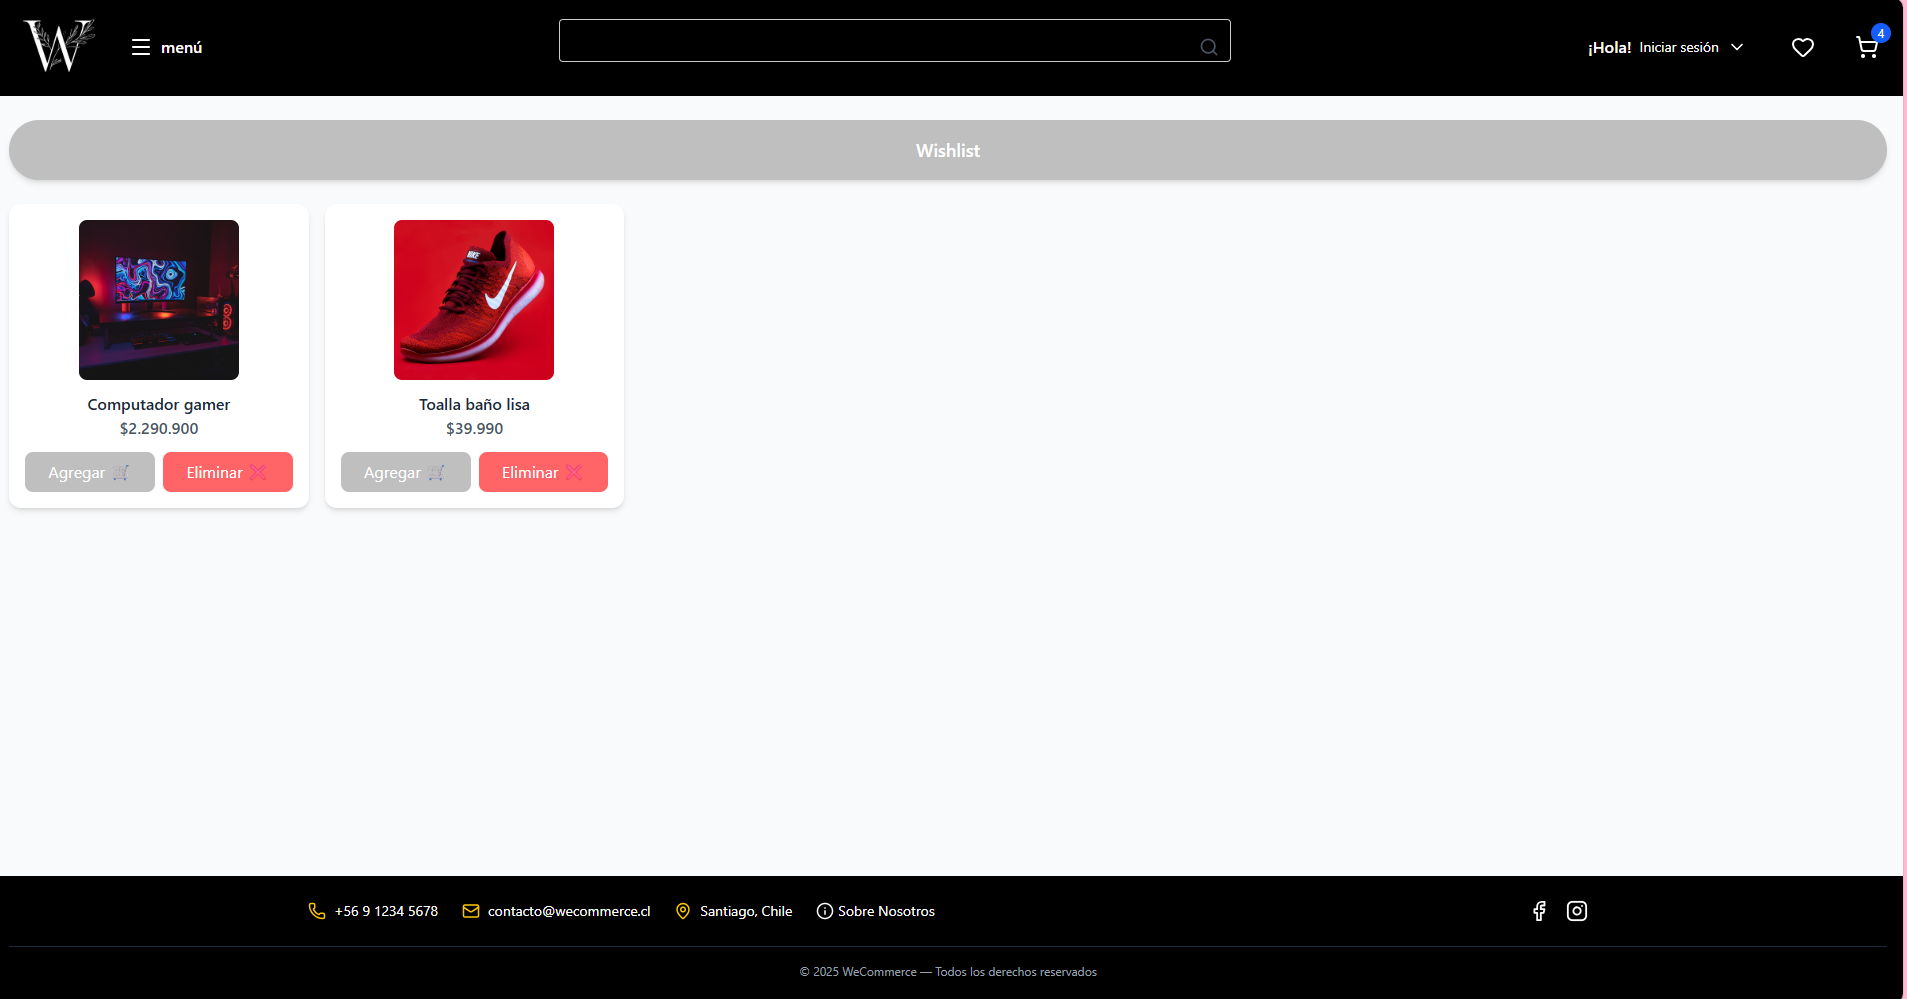 W
menú
¡Hola! Iniciar sesión
4
Wishlist
NIKE
Computador gamer
$2.290.900
Agregar 🛒
Eliminar ❌
Toalla baño lisa
$39.990
Agregar 🛒
Eliminar ❌
+56 9 1234 5678
contacto@wecommerce.cl
Santiago, Chile
Sobre Nosotros
© 2025 WeCommerce — Todos los derechos reservados